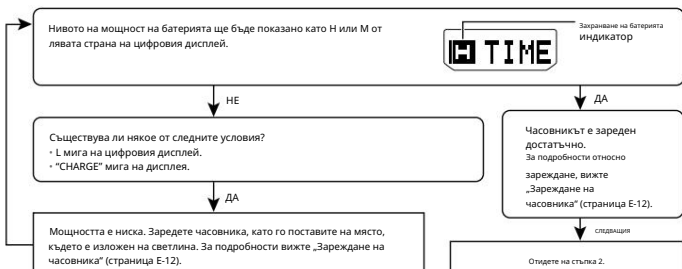 Нивото на мощност на батерията ще бъде показано като H или M от
лявата страна на цифровия дисплей.
Захранване на батерията
индикатор
H TIME
НЕ
ДА
Съществува ли някое от следните условия?
• L мига на цифровия дисплей.
• "CHARGE" мига на дисплея.
Часовникът е зареден
достатъчно.
За подробности относно
зареждане, вижте
„Зареждане на
часовника“ (страница E-12).
ДА
следващия
Мощността е ниска. Заредете часовника, като го поставите на място,
където е изложен на светлина. За подробности вижте „Зареждане на
часовника“ (страница E-12).
Отидете на стъпка 2.